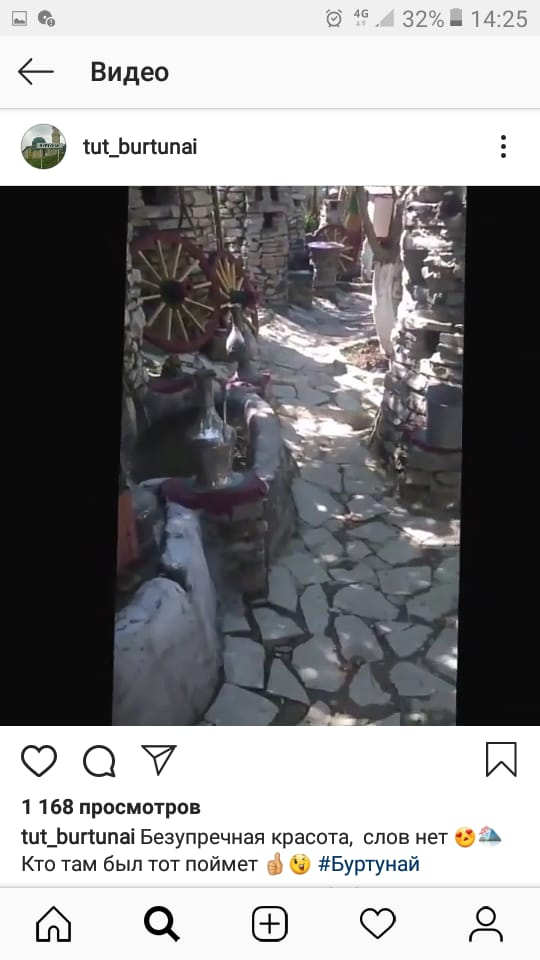 4G 32% 14:25
Видео
tut_burtunai
1 168 просмотров
tut_burtunai Безупречная красота, слов нет 😍🏔
Кто там был тот поймет 👍😉 #Буртунай